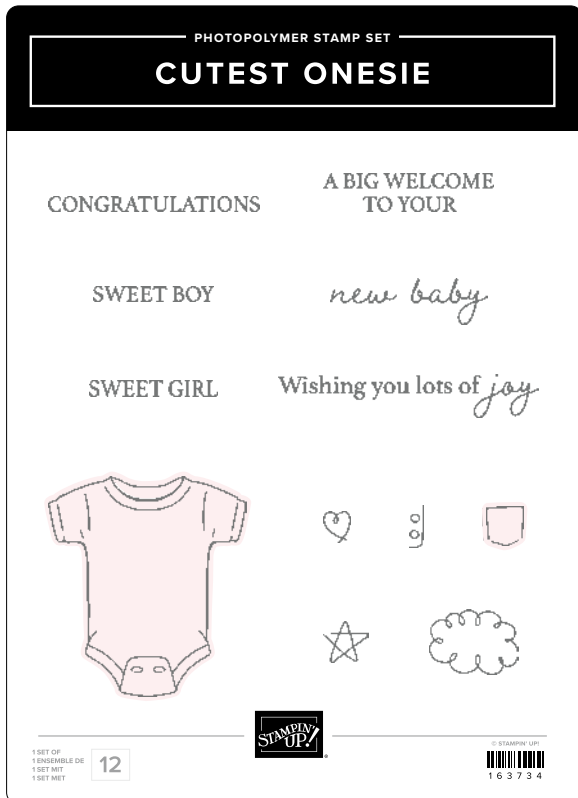 PHOTOPOLYMER STAMP SET
CUTEST ONESIE
CONGRATULATIONS
A BIG WELCOME
TO YOUR
SWEET BOY
new baby
SWEET GIRL
Wishing you lots of joy
1 SET OF
1 ENSEMBLE DE
1 SET MIT
1 SET MET
12
STAMPIN' UP!®
© STAMPIN' UP!
163734